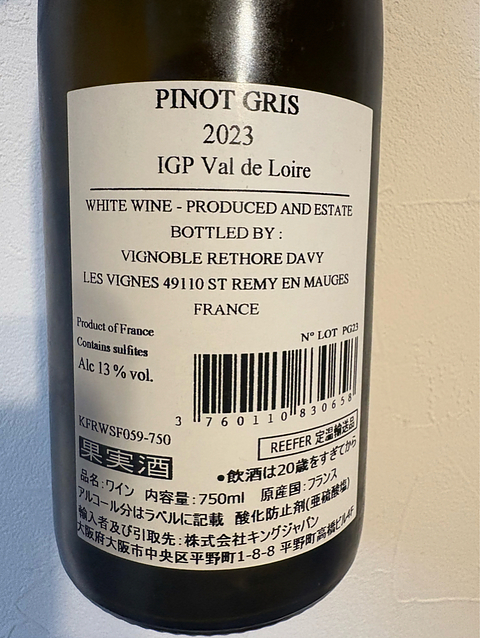 PINOT GRIS
2023
IGP Val de Loire
WHITE WINE - PRODUCED AND ESTATE
BOTTLED BY :
VIGNOBLE RETHORE DAVY
LES VIGNES 49110 ST REMY EN MAUGES
FRANCE
Product of France
Contains sulfites
Alc 13 % vol.
N° LOT PG23
3 760110 830658
KFRWSF059-750
REEFER 定温輸送品
果実酒
●飲酒は20歳をすぎてから
品名:ワイン 内容量:750ml 原産国:フランス
アルコール分はラベルに記載 酸化防止剤(亜硫酸塩)
輸入者及び引取先:株式会社キングジャパン
大阪府大阪市中央区平野町1-8-8 平野町高橋ビル4F